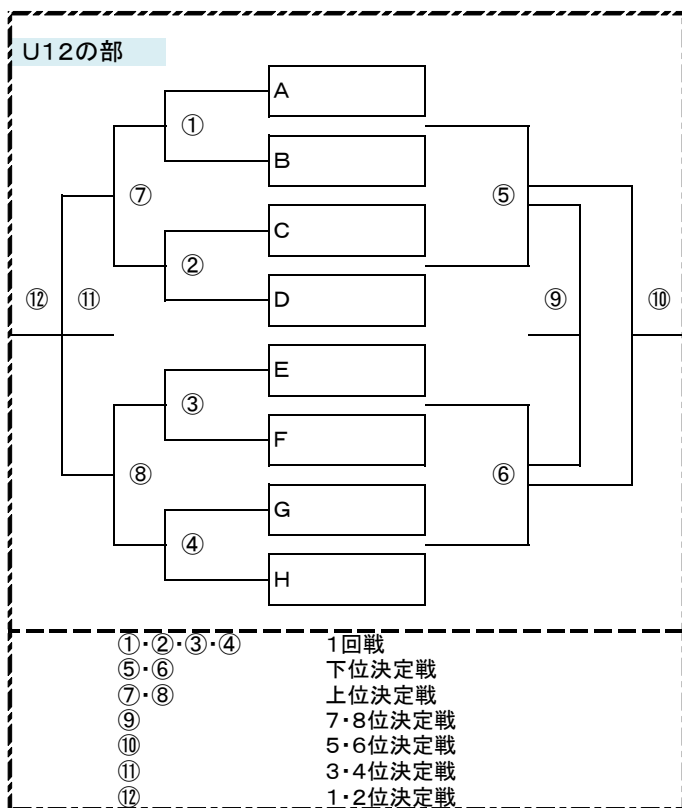 U12の部
A
①
B
⑦
⑤
C
②
D
⑫ ⑪
⑨
⑩
E
③
F
⑧
⑥
G
④
H
①・②・③・④ 1回戦
⑤・⑥ 下位決定戦
⑦・⑧ 上位決定戦
⑨ 7・8位決定戦
⑩ 5・6位決定戦
⑪ 3・4位決定戦
⑫ 1・2位決定戦